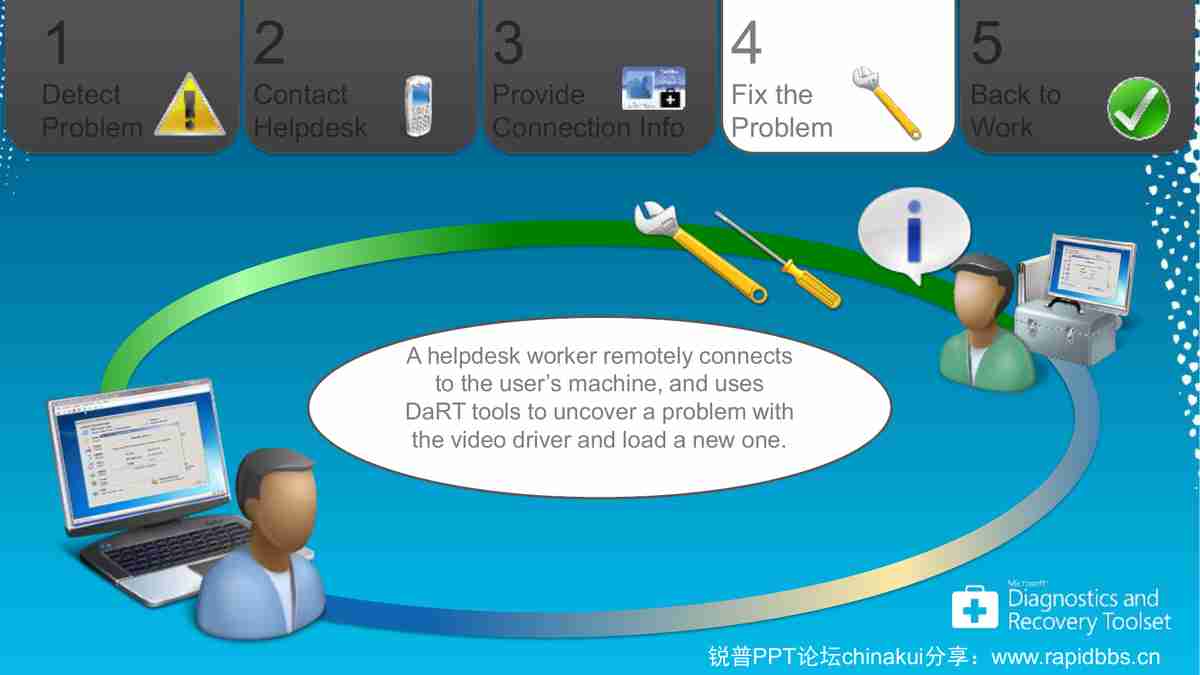 1
Detect
Problem
2
Contact
Helpdesk
3
Provide
Connection Info
4
Fix the
Problem
5
Back to
Work
A helpdesk worker remotely connects
to the user’s machine, and uses
DaRT tools to uncover a problem with
the video driver and load a new one.
Microsoft®
Diagnostics and
Recovery Toolset
锐普PPT论坛chinakui分享：www.rapidbbs.cn